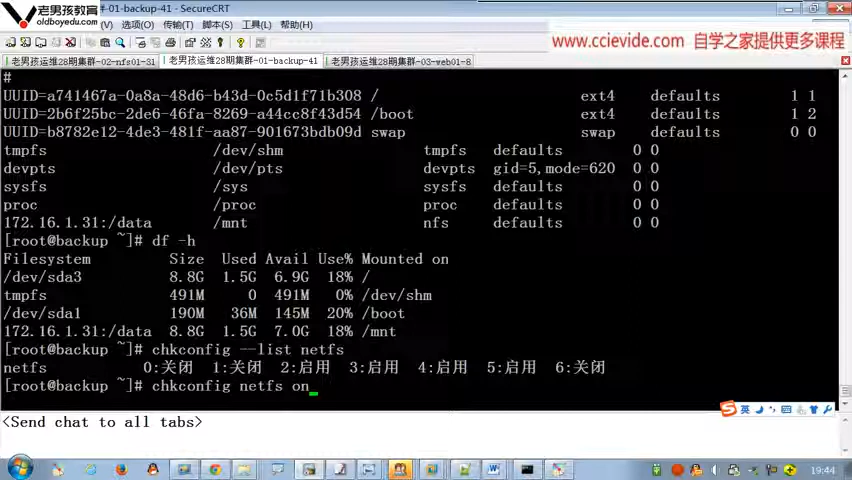 老男孩教育
oldboyedu.com
#-01-backup-41 - SecureCRT
选项(O) 传输(T) 脚本(S) 工具(L) 帮助(H)
www.ccievide.com 自学之家提供更多课程
老男孩运维28期集群-02-nfs01-31 老男孩运维28期集群-01-backup-41 老男孩运维28期集群-03-web01-8
#
UUID=a741467a-0a8a-48d6-b43d-0c5d1f71b308 / ext4 defaults 1 1
UUID=2b6f25bc-2de6-46fa-8269-a44cc8f43d54 /boot ext4 defaults 1 2
UUID=b8782e12-4de3-481f-aa87-901673bdb09d swap swap defaults 0 0
tmpfs /dev/shm tmpfs defaults 0 0
devpts /dev/pts devpts gid=5,mode=620 0 0
sysfs /sys sysfs defaults 0 0
proc /proc proc defaults 0 0
172.16.1.31:/data /mnt nfs defaults 0 0
[root@backup ~]# df -h
Filesystem Size Used Avail Use% Mounted on
/dev/sda3 8.8G 1.5G 6.9G 18% /
tmpfs 491M 0 491M 0% /dev/shm
/dev/sda1 190M 36M 145M 20% /boot
172.16.1.31:/data 8.8G 1.5G 7.0G 18% /mnt
[root@backup ~]# chkconfig --list netfs
netfs 0:关闭 1:关闭 2:启用 3:启用 4:启用 5:启用 6:关闭
[root@backup ~]# chkconfig netfs on
英
<Send chat to all tabs>
19:44